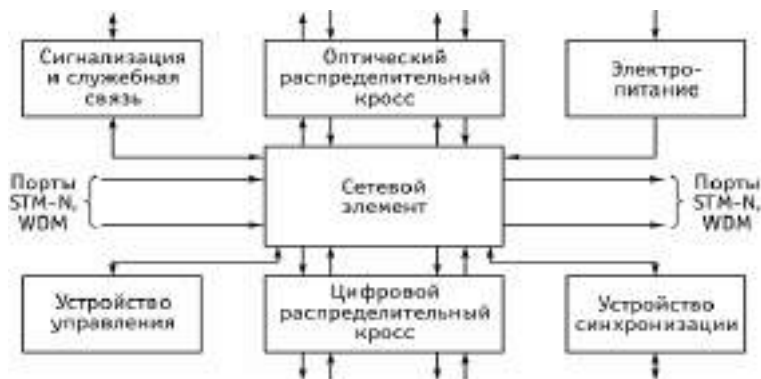 Сигнализация
и служебная
связь
Оптический
распределительный
кросс
Электро-
питание
Порты
STM-N,
WDM
Сетевой
элемент
Порты
STM-N,
WDM
Устройство
управления
Цифровой
распределительный
кросс
Устройство
синхронизации